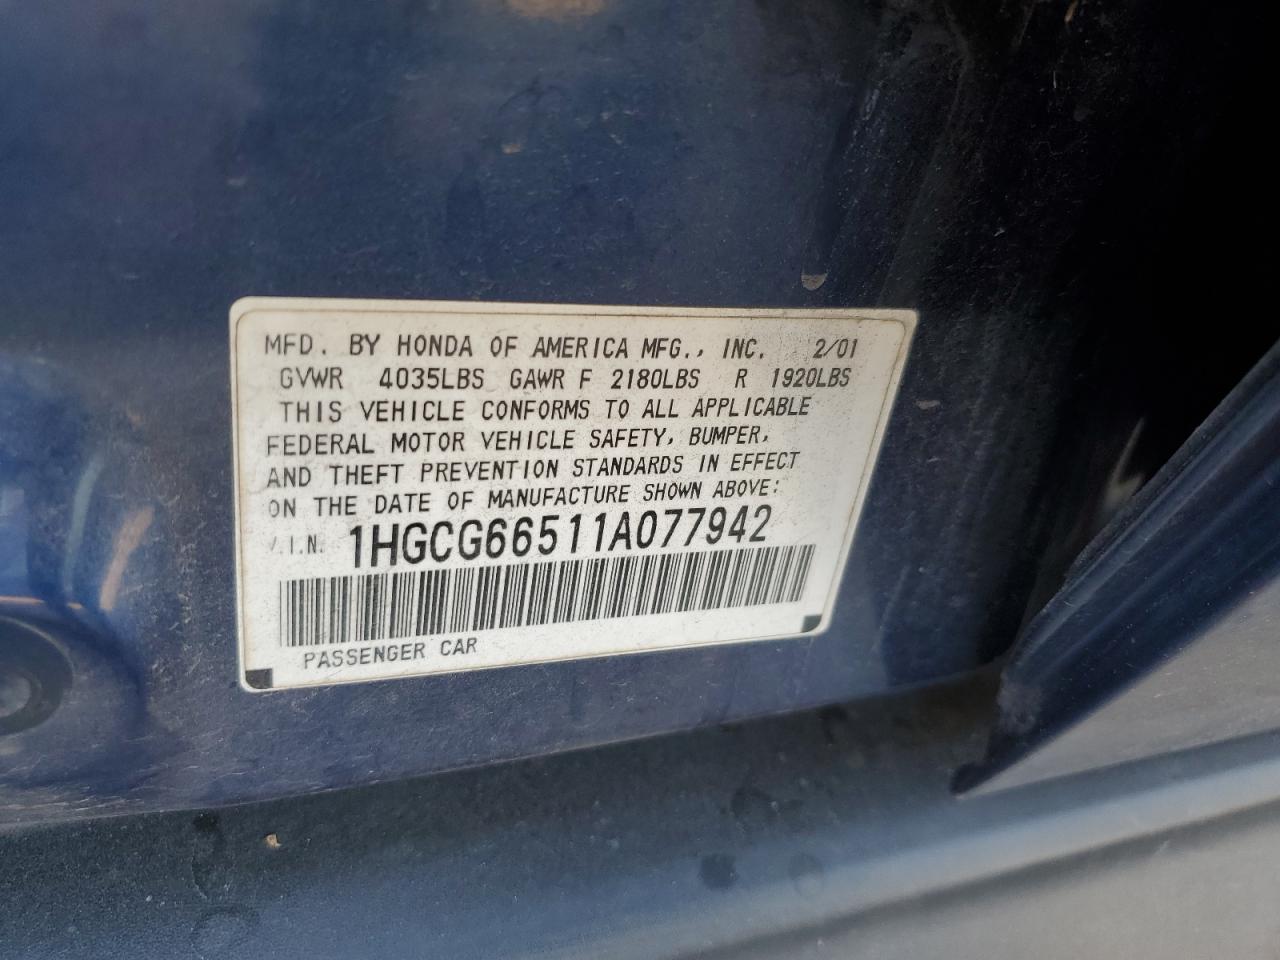 MFD. BY HONDA OF AMERICA MFG., INC. 2/01
GVWR 4035LBS GAWR F 2180LBS R 1920LBS
THIS VEHICLE CONFORMS TO ALL APPLICABLE
FEDERAL MOTOR VEHICLE SAFETY, BUMPER,
AND THEFT PREVENTION STANDARDS IN EFFECT
ON THE DATE OF MANUFACTURE SHOWN ABOVE:
V.I.N. 1HGCG66511A077942
PASSENGER CAR